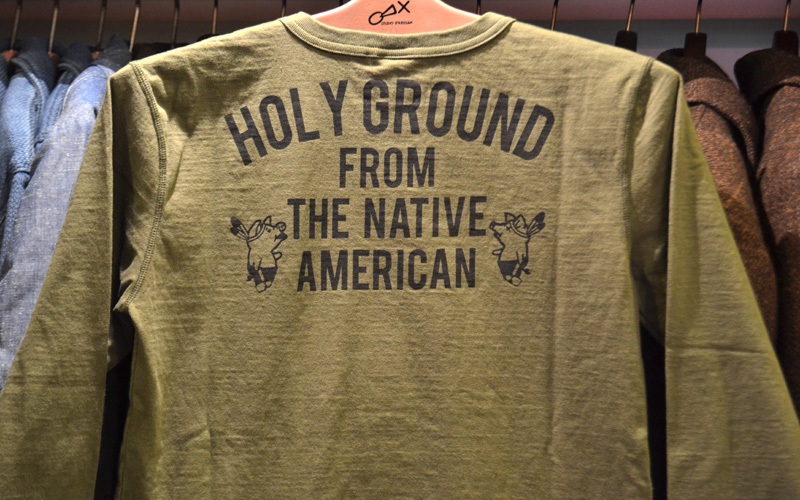 HOLY GROUND
FROM
THE NATIVE
AMERICAN